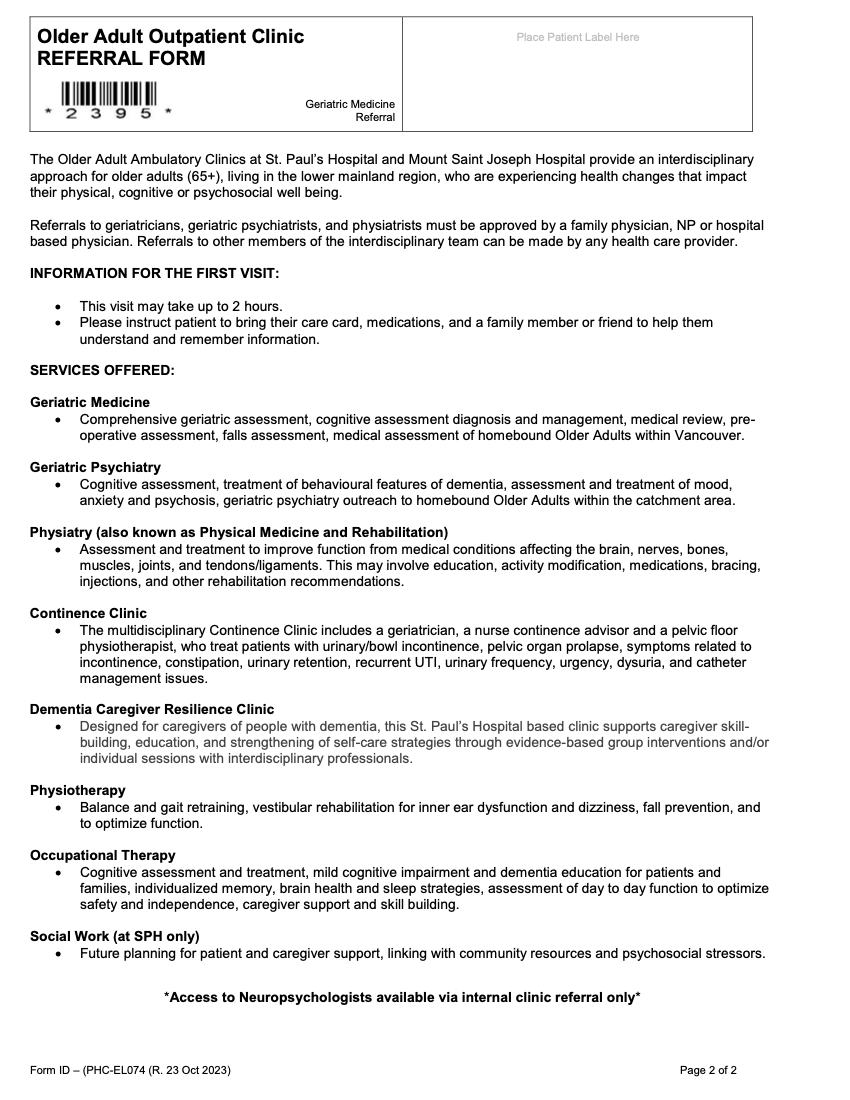 Older Adult Outpatient Clinic
REFERRAL FORM
* 2 3 9 5 *
Geriatric Medicine
Referral
Place Patient Label Here
The Older Adult Ambulatory Clinics at St. Paul's Hospital and Mount Saint Joseph Hospital provide an interdisciplinary
approach for older adults (65+), living in the lower mainland region, who are experiencing health changes that impact
their physical, cognitive or psychosocial well being.
Referrals to geriatricians, geriatric psychiatrists, and physiatrists must be approved by a family physician, NP or hospital
based physician. Referrals to other members of the interdisciplinary team can be made by any health care provider.
INFORMATION FOR THE FIRST VISIT:
• This visit may take up to 2 hours.
• Please instruct patient to bring their care card, medications, and a family member or friend to help them
understand and remember information.
SERVICES OFFERED:
Geriatric Medicine
• Comprehensive geriatric assessment, cognitive assessment diagnosis and management, medical review, pre-
operative assessment, falls assessment, medical assessment of homebound Older Adults within Vancouver.
Geriatric Psychiatry
• Cognitive assessment, treatment of behavioural features of dementia, assessment and treatment of mood,
anxiety and psychosis, geriatric psychiatry outreach to homebound Older Adults within the catchment area.
Physiatry (also known as Physical Medicine and Rehabilitation)
• Assessment and treatment to improve function from medical conditions affecting the brain, nerves, bones,
muscles, joints, and tendons/ligaments. This may involve education, activity modification, medications, bracing,
injections, and other rehabilitation recommendations.
Continence Clinic
• The multidisciplinary Continence Clinic includes a geriatrician, a nurse continence advisor and a pelvic floor
physiotherapist, who treat patients with urinary/bowl incontinence, pelvic organ prolapse, symptoms related to
incontinence, constipation, urinary retention, recurrent UTI, urinary frequency, urgency, dysuria, and catheter
management issues.
Dementia Caregiver Resilience Clinic
• Designed for caregivers of people with dementia, this St. Paul's Hospital based clinic supports caregiver skill-
building, education, and strengthening of self-care strategies through evidence-based group interventions and/or
individual sessions with interdisciplinary professionals.
Physiotherapy
• Balance and gait retraining, vestibular rehabilitation for inner ear dysfunction and dizziness, fall prevention, and
to optimize function.
Occupational Therapy
• Cognitive assessment and treatment, mild cognitive impairment and dementia education for patients and
families, individualized memory, brain health and sleep strategies, assessment of day to day function to optimize
safety and independence, caregiver support and skill building.
Social Work (at SPH only)
• Future planning for patient and caregiver support, linking with community resources and psychosocial stressors.
*Access to Neuropsychologists available via internal clinic referral only*
Form ID – (PHC-EL074 (R. 23 Oct 2023)
Page 2 of 2